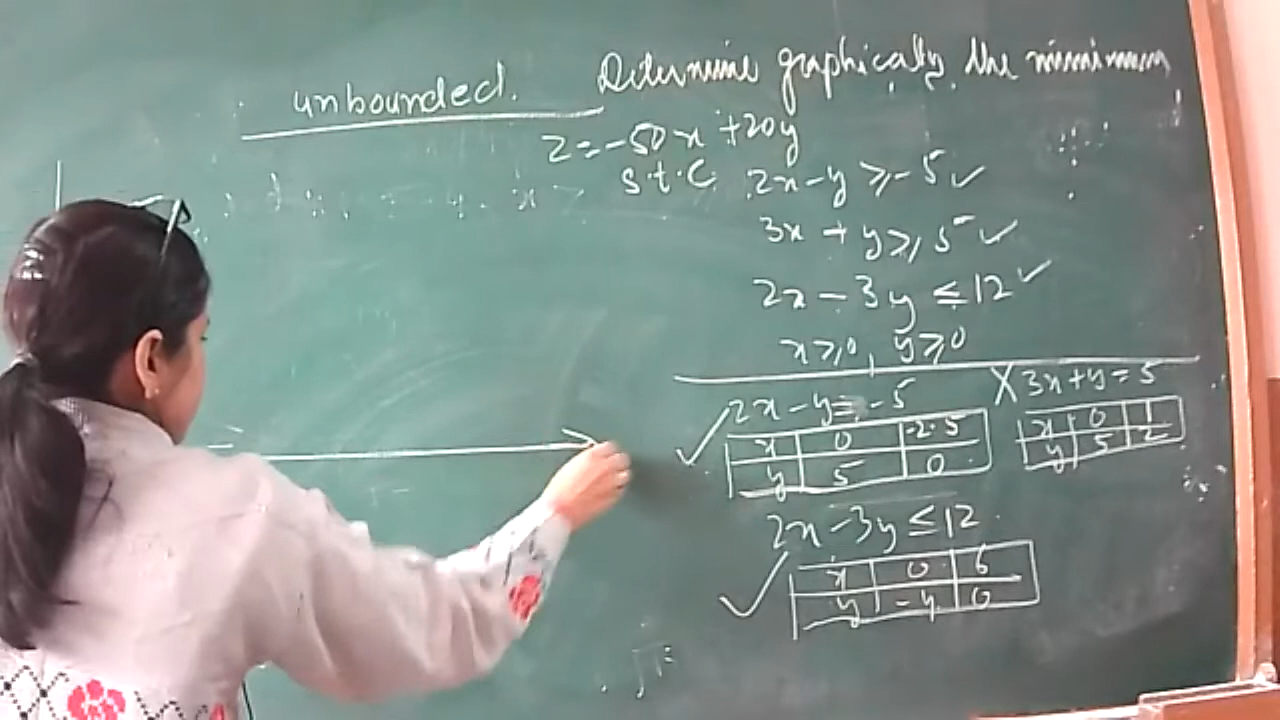 unbounded.
Determine graphically the minimum
Z = -50x + 20y
s.t.c 2x - y ≥ -5 ✓
3x + y ≥ 5 ✓
2x - 3y ≤ 12 ✓
x ≥ 0, y ≥ 0
✓ 2x - y = -5
x | 0 | -2.5
y | 5 | 0
X 3x + y = 5
x | 0 | 1
y | 5 | 2
2x - 3y ≤ 12
✓ x | 0 | 6
y | -4 | 0